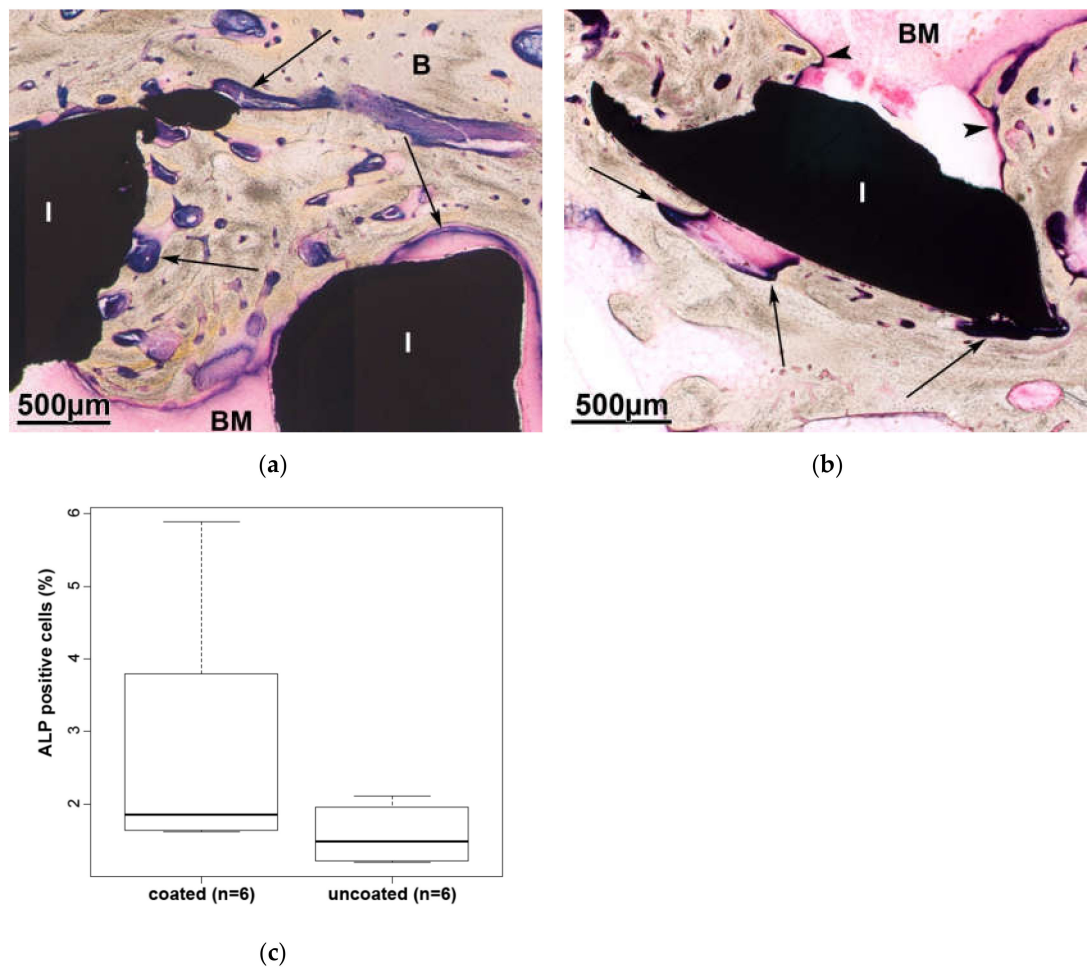 B
I
I
500µm
BM
(a)
BM
I
500µm
(b)
ALP positive cells (%)
6
5
4
3
2
coated (n=6)
uncoated (n=6)
(c)